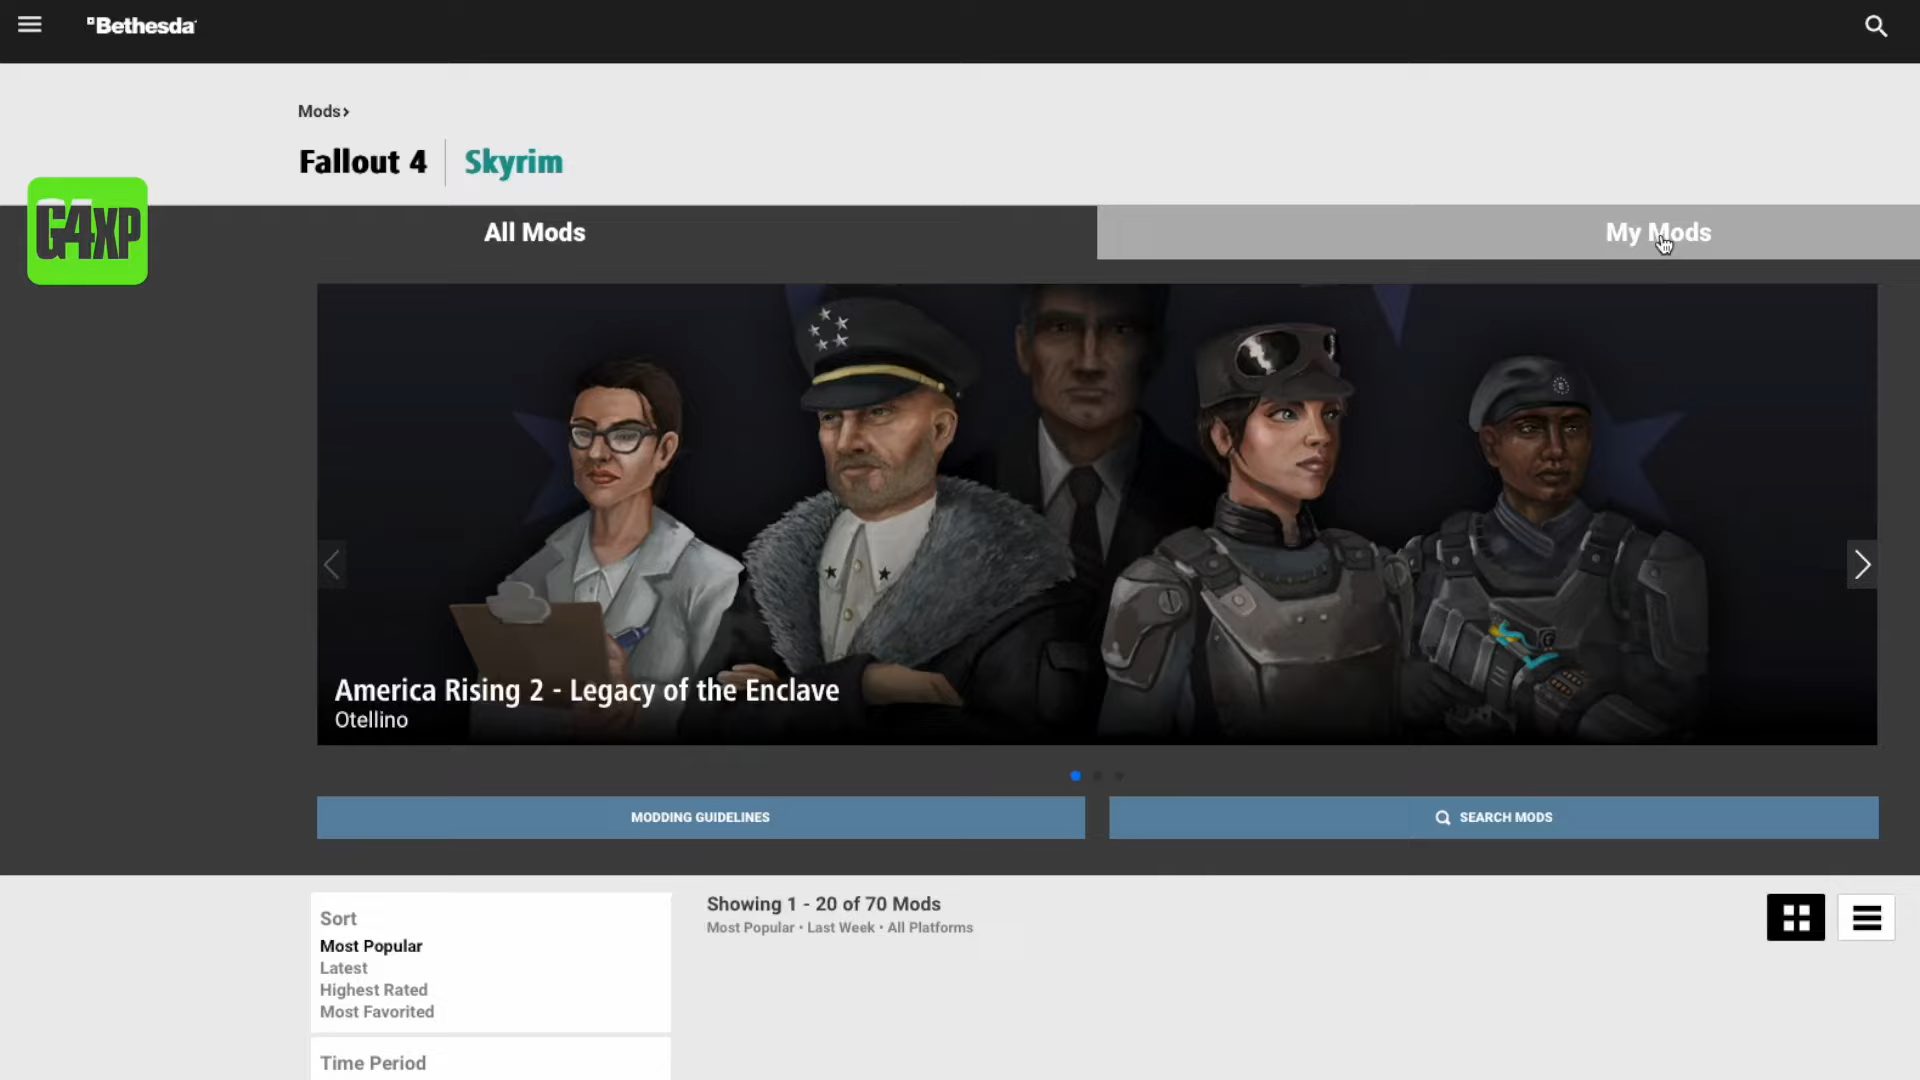 Bethesda
Mods›
Fallout 4
Skyrim
G4XP
All Mods
My Mods
America Rising 2 - Legacy of the Enclave
Otellino
MODDING GUIDELINES
SEARCH MODS
Sort
Most Popular
Latest
Highest Rated
Most Favorited
Time Period
Showing 1 - 20 of 70 Mods
Most Popular • Last Week • All Platforms